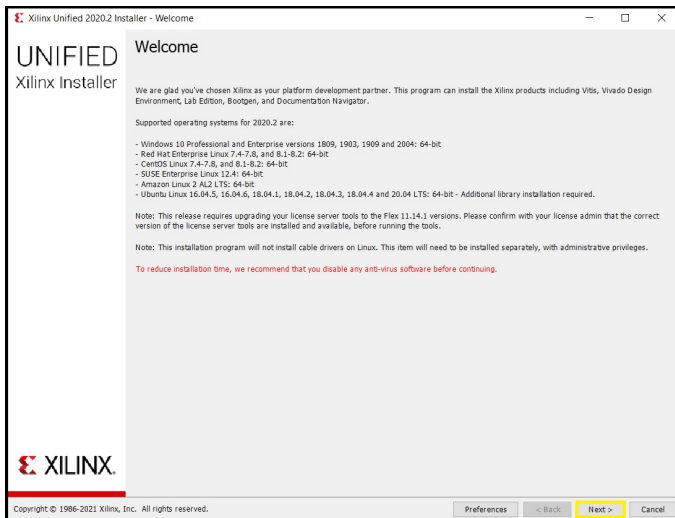 Xilinx Unified 2020.2 Installer - Welcome
UNIFIED
Xilinx Installer
Welcome
We are glad you've chosen Xilinx as your platform development partner. This program can install the Xilinx products including Vitis, Vivado Design
Environment, Lab Edition, Bootgen, and Documentation Navigator.
Supported operating systems for 2020.2 are:
- Windows 10 Professional and Enterprise versions 1809, 1903, 1909 and 2004: 64-bit
- Red Hat Enterprise Linux 7.4-7.8, and 8.1-8.2: 64-bit
- CentOS Linux 7.4-7.8, and 8.1-8.2: 64-bit
- SUSE Enterprise Linux 12.4: 64-bit
- Amazon Linux 2 AL2 LTS: 64-bit
- Ubuntu Linux 16.04.5, 16.04.6, 18.04.1, 18.04.2, 18.04.3, 18.04.4 and 20.04 LTS: 64-bit - Additional library installation required.
Note: This release requires upgrading your license server tools to the Flex 11.14.1 versions. Please confirm with your license admin that the correct
version of the license server tools are installed and available, before running the tools.
Note: This installation program will not install cable drivers on Linux. This item will need to be installed separately, with administrative privileges.
To reduce installation time, we recommend that you disable any anti-virus software before continuing.
XILINX.
Copyright © 1986-2021 Xilinx, Inc. All rights reserved.
Preferences < Back Next > Cancel